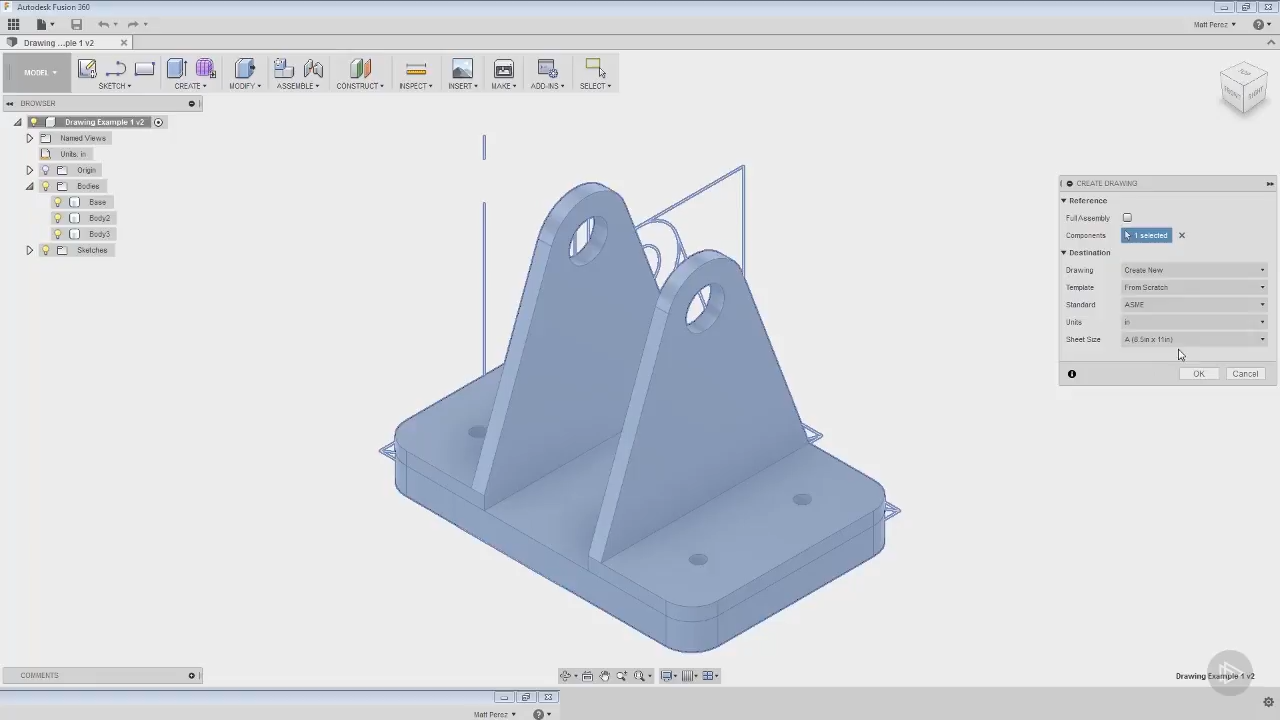 Autodesk Fusion 360
Matt Perez
Drawing ...ple 1 v2
MODEL
SKETCH
CREATE
MODIFY
ASSEMBLE
CONSTRUCT
INSPECT
INSERT
MAKE
ADD-INS
SELECT
BROWSER
Drawing Example 1 v2
Named Views
Units: in
Origin
Bodies
Base
Body2
Body3
Sketches
TOP
FRONT
RIGHT
CREATE DRAWING
Reference
Full Assembly
Components 1 selected
Destination
Drawing Create New
Template From Scratch
Standard ASME
Units in
Sheet Size A (8.5in x 11in)
OK Cancel
COMMENTS
Drawing Example 1 v2
Matt Perez